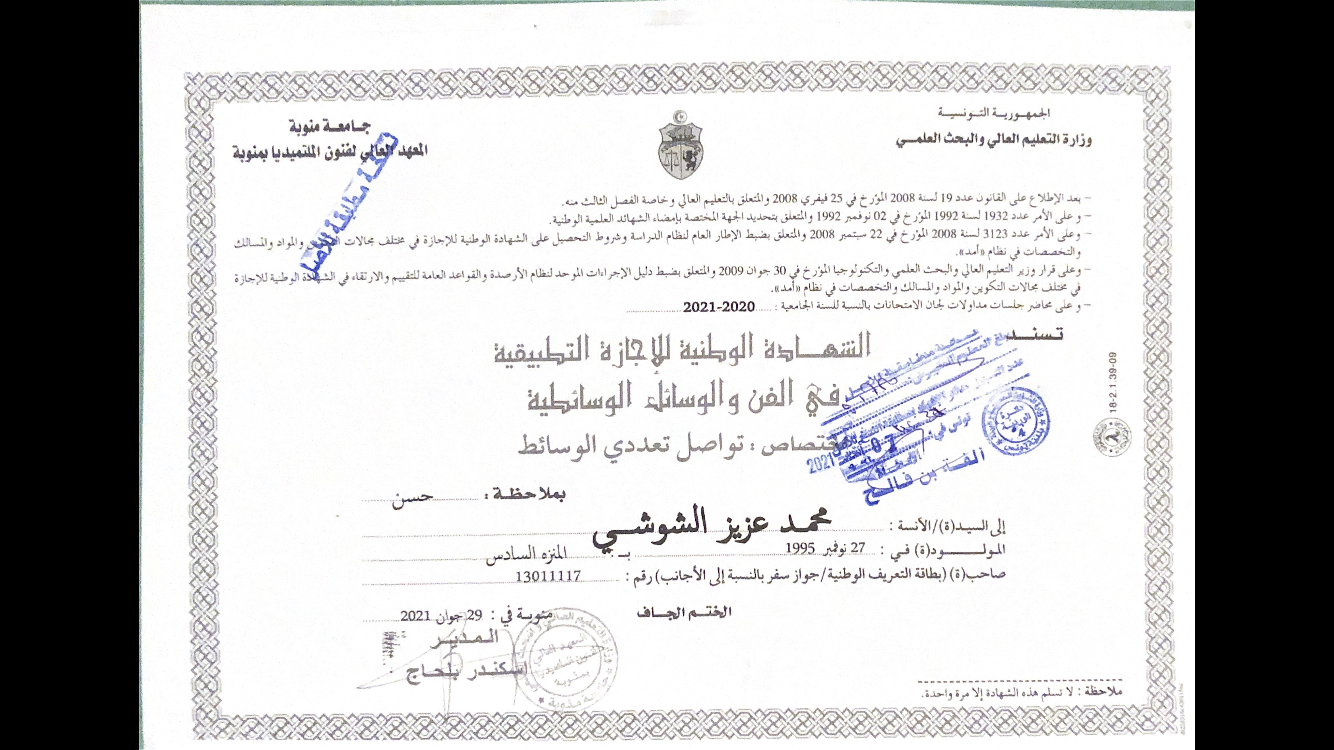 الجمهورية التونسية
وزارة التعليم العالي والبحث العلمي
جامعة منوبة
المعهد العالي لفنون الملتميديا بمنوبة
نسخة مطابقة للأصل
– بعد الإطلاع على القانون عدد 19 لسنة 2008 المؤرخ في 25 فيفري 2008 والمتعلق بالتعليم العالي وخاصة الفصل الثالث منه.
– وعلى الأمر عدد 1932 لسنة 1992 المؤرخ في 02 نوفمبر 1992 والمتعلق بتحديد الجهة المختصة بإمضاء الشهائد العلمية الوطنية.
– وعلى الأمر عدد 3123 لسنة 2008 المؤرخ في 22 سبتمبر 2008 والمتعلق بضبط الإطار العام لنظام الدراسة وشروط التحصيل على الشهادة الوطنية للإجازة في مختلف مجالات والمواد والمسالك
والتخصصات في نظام «أمد».
– وعلى قرار وزير التعليم العالي والبحث العلمي والتكنولوجيا المؤرخ في 30 جوان 2009 والمتعلق بضبط دليل الإجراءات الموحد لنظام الأرصدة والقواعد العامة للتقييم والارتقاء في الشهادة الوطنية للإجازة
في مختلف مجالات التكوين والمواد والمسالك والتخصصات في نظام «أمد».
– وعلى محاضر جلسات مداولات لجان الامتحانات بالنسبة للسنة الجامعية : 2020-2021
تسند
الشهادة الوطنية للإجازة التطبيقية
في الفن والوسائل الوسائطية
إختصاص : تواصل تعددي الوسائط
2021
ألفة بن فالح
18-2.1.39-09
بملاحظة : حسن
إلى السيد(ة)/الأنسة : محمد عزيز الشوشي
المولود(ة) في : 27 نوفمبر 1995 بـ : المنزه السادس
صاحب(ة) (بطاقة التعريف الوطنية/جواز سفر بالنسبة إلى الأجانب) رقم : 13011117
الختم الجاف
منوبة في : 29 جوان 2021
المدير
اسكندر بلحاج
ملاحظة : لا تسلم هذه الشهادة إلا مرة واحدة.